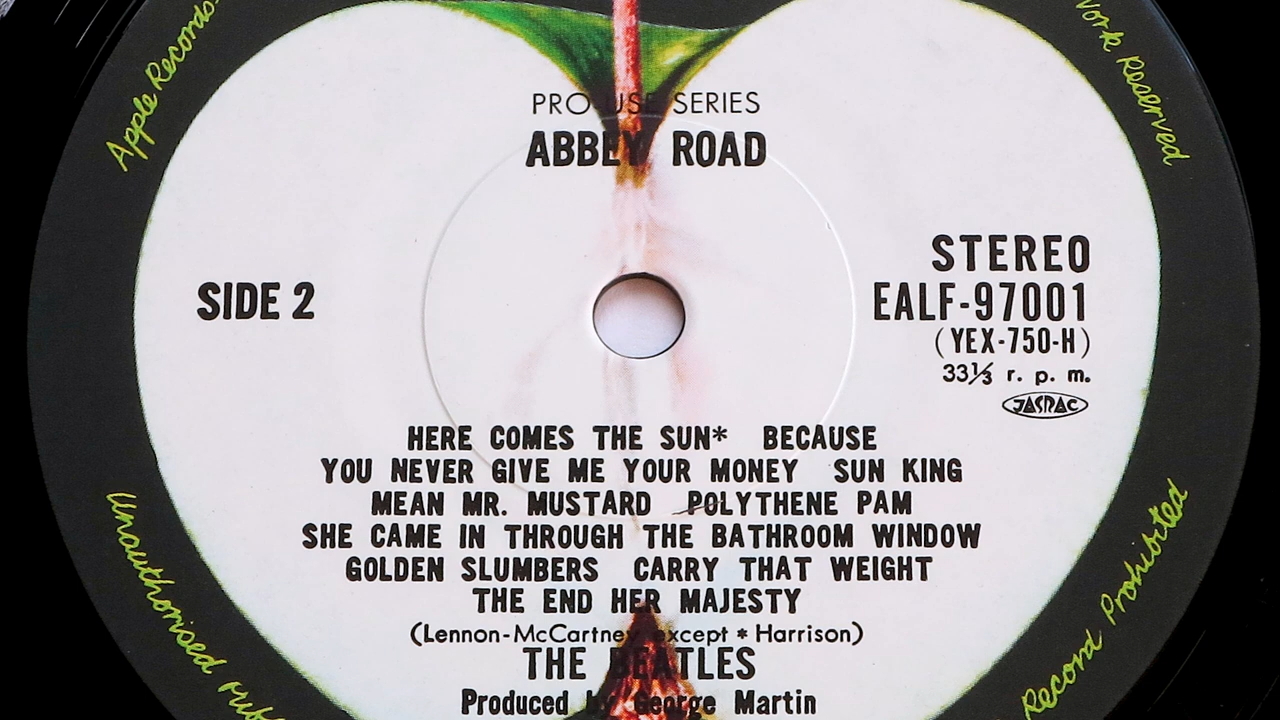 Apple Records
Work Reserved
PRO-USE SERIES
ABBEY ROAD
SIDE 2
STEREO
EALF-97001
(YEX-750-H)
33⅓ r. p. m.
JASRAC
HERE COMES THE SUN* BECAUSE
YOU NEVER GIVE ME YOUR MONEY SUN KING
MEAN MR. MUSTARD POLYTHENE PAM
SHE CAME IN THROUGH THE BATHROOM WINDOW
GOLDEN SLUMBERS CARRY THAT WEIGHT
THE END HER MAJESTY
(Lennon-McCartney except * Harrison)
THE BEATLES
Produced by George Martin
Unauthorised
Record Prohibited